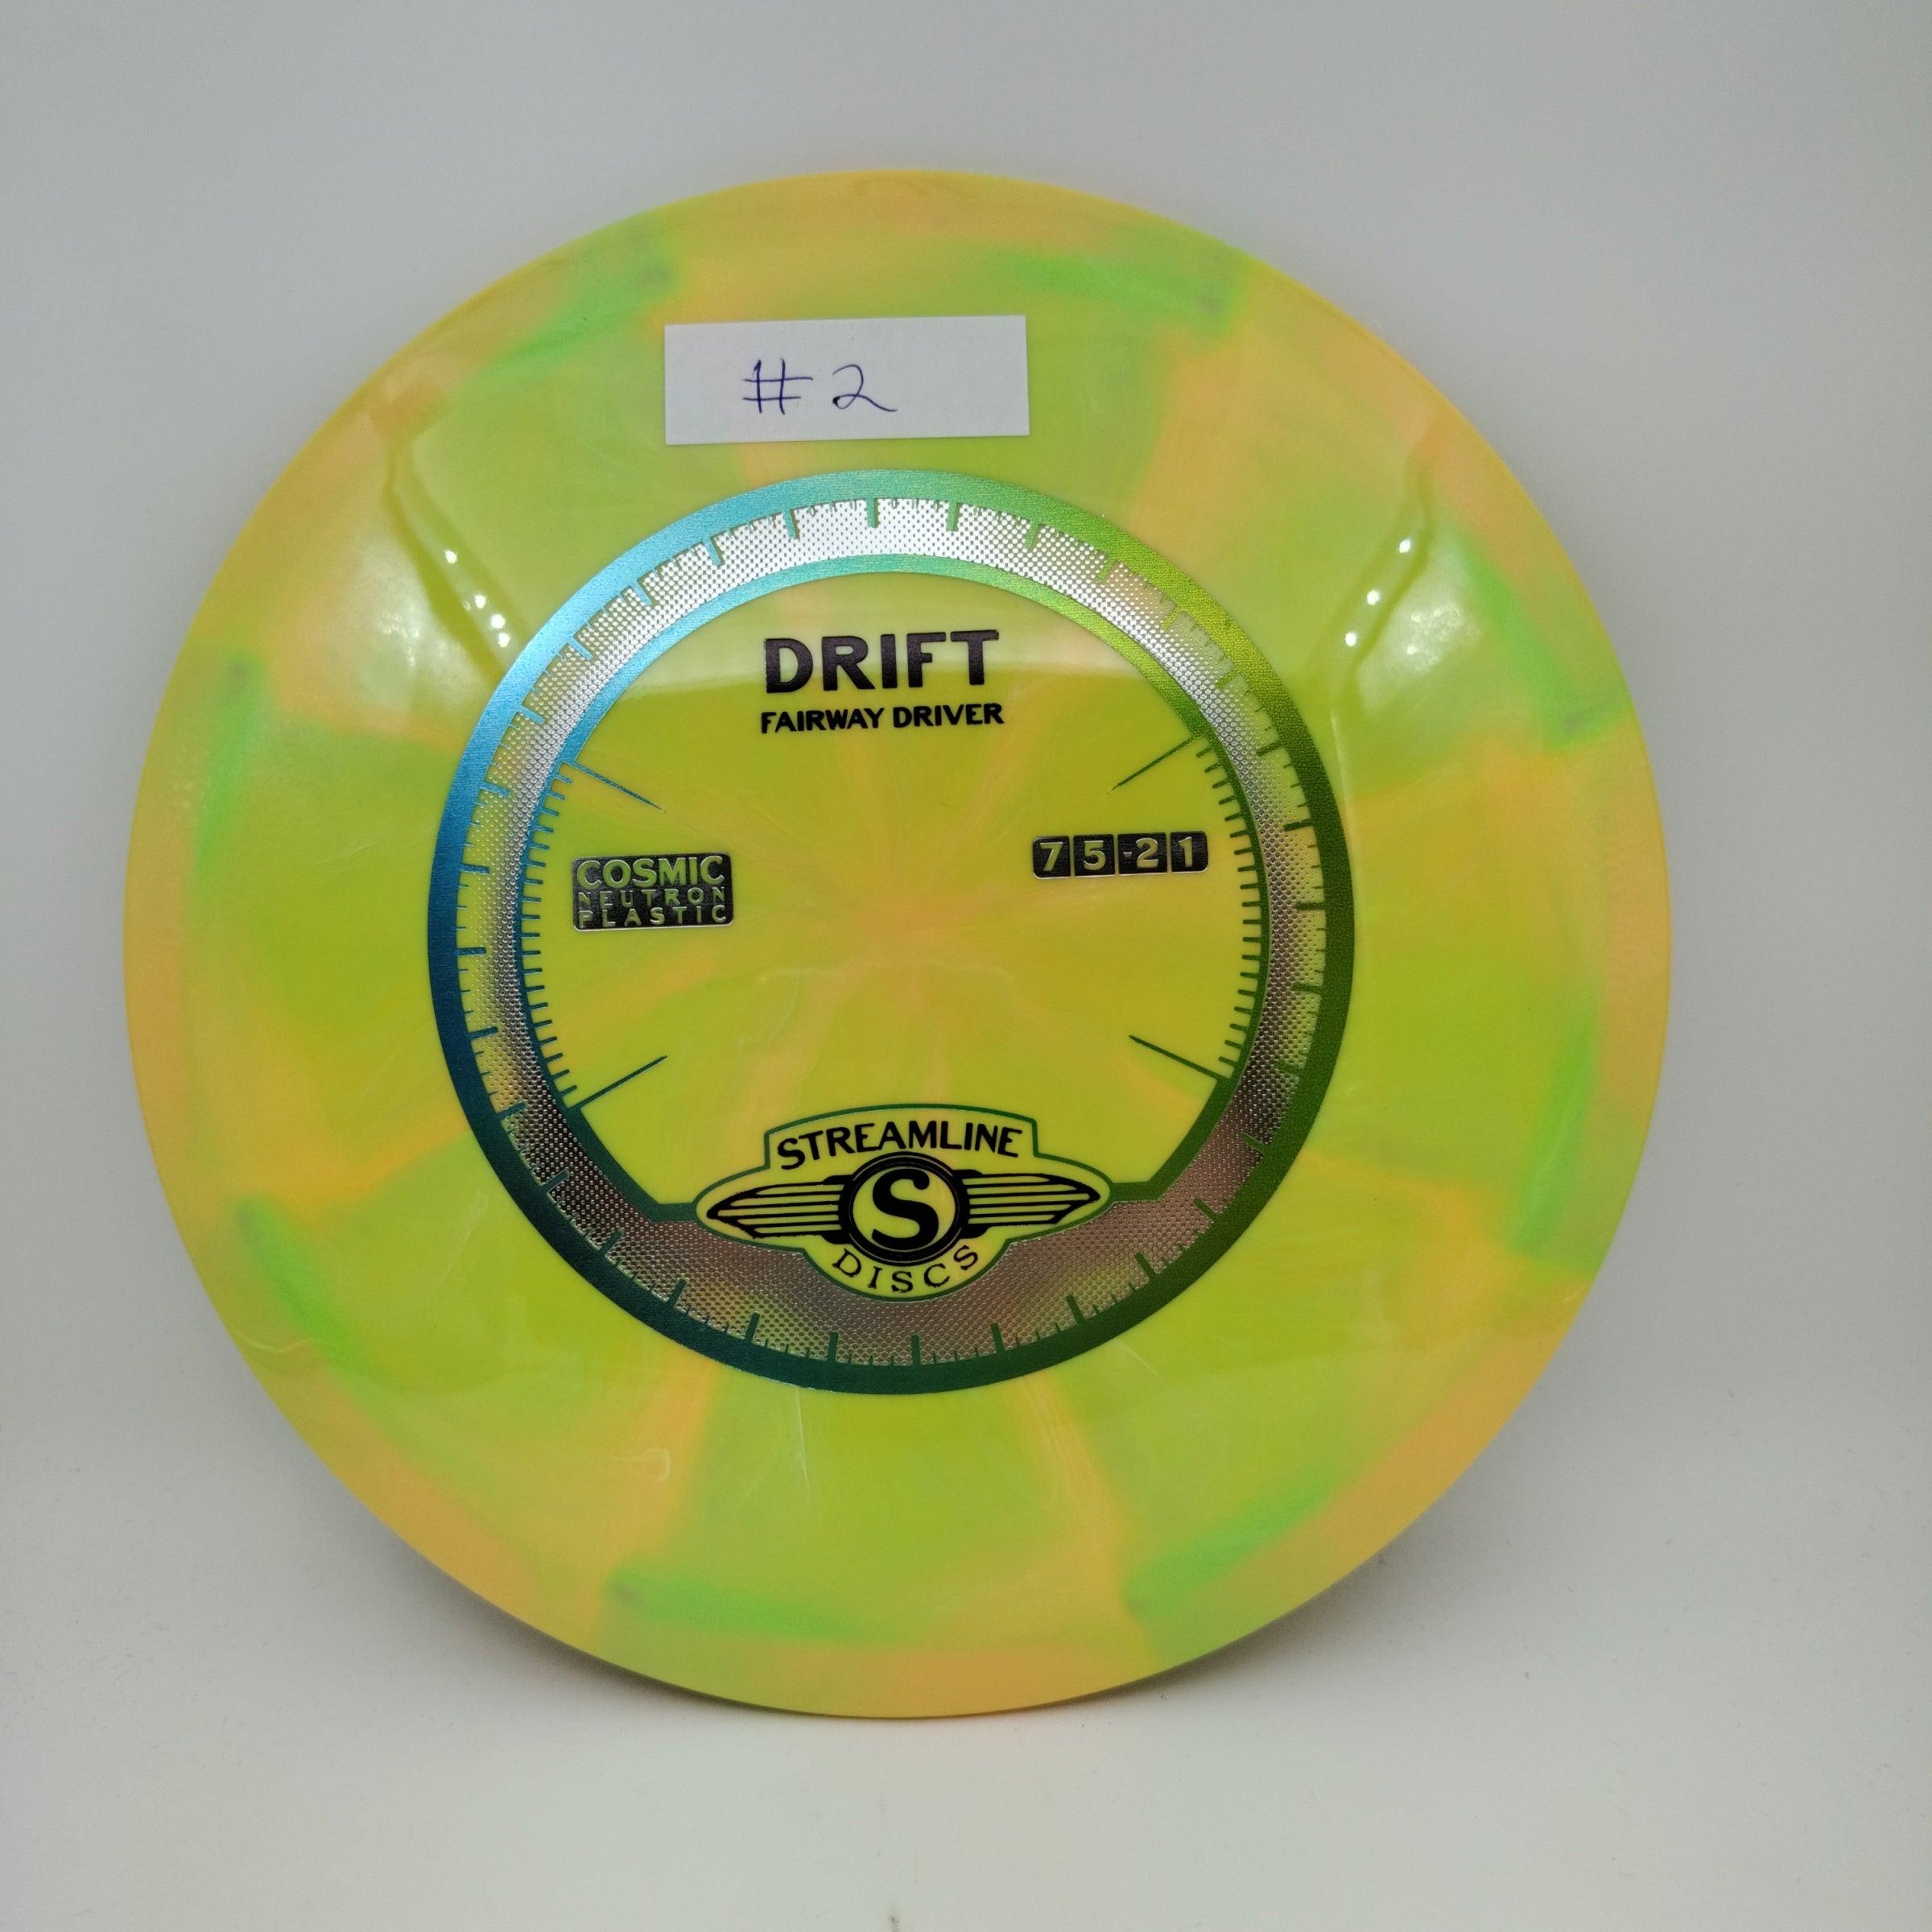 #2
DRIFT
FAIRWAY DRIVER
COSMIC
NEUTRON
PLASTIC
7 5 -2 1
STREAMLINE
S
DISCS